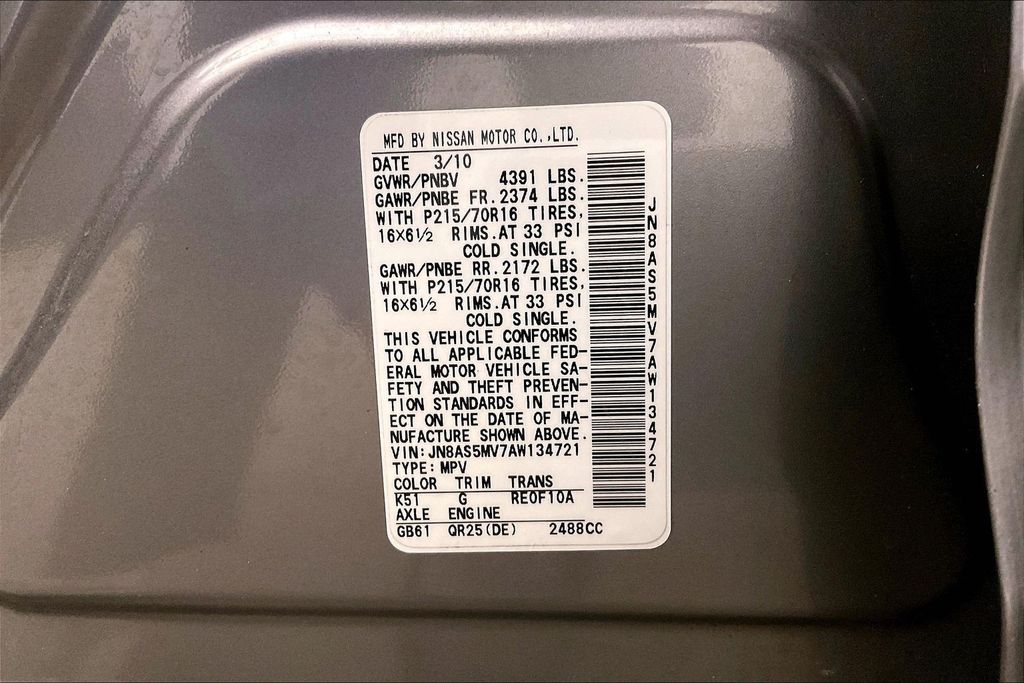 MFD BY NISSAN MOTOR CO.,LTD.
DATE 3/10
GVWR/PNBV 4391 LBS.
GAWR/PNBE FR. 2374 LBS.
WITH P215/70R16 TIRES,
16×6½ RIMS.AT 33 PSI
COLD SINGLE.
GAWR/PNBE RR. 2172 LBS.
WITH P215/70R16 TIRES,
16×6½ RIMS.AT 33 PSI
COLD SINGLE.
THIS VEHICLE CONFORMS
TO ALL APPLICABLE FED-
ERAL MOTOR VEHICLE SA-
FETY AND THEFT PREVEN-
TION STANDARDS IN EFF-
ECT ON THE DATE OF MA-
NUFACTURE SHOWN ABOVE.
VIN:JN8AS5MV7AW134721
TYPE:MPV
COLOR TRIM TRANS
K51 G RE0F10A
AXLE ENGINE
GB61 QR25(DE) 2488CC
JN8AS5MV7AW134721